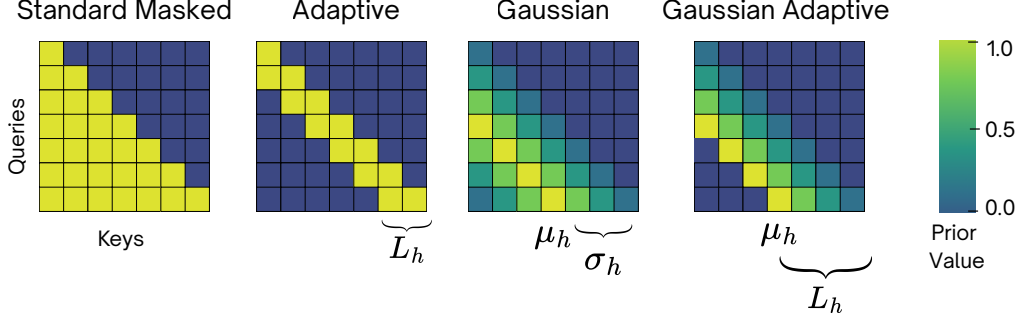 Standard Masked
Adaptive
Gaussian
Gaussian Adaptive
Queries
Keys
L_h
μ_h
σ_h
μ_h
L_h
1.0
0.5
0.0
Prior
Value